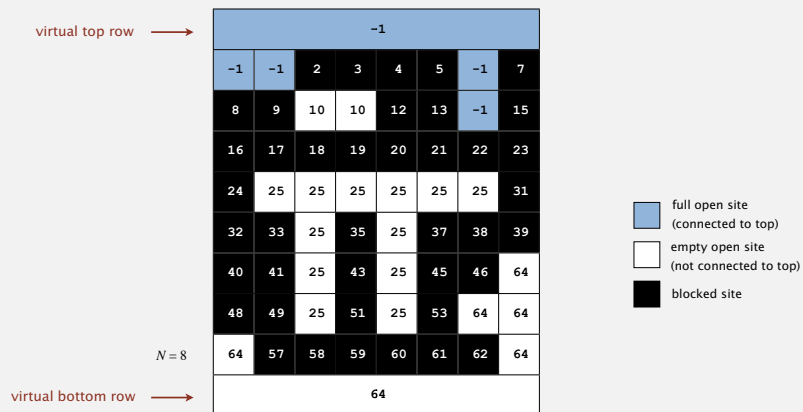 virtual top row
-1
-1 -1 2 3 4 5 -1 7
8 9 10 10 12 13 -1 15
16 17 18 19 20 21 22 23
24 25 25 25 25 25 25 31
32 33 25 35 25 37 38 39
40 41 25 43 25 45 46 64
48 49 25 51 25 53 64 64
N = 8
64 57 58 59 60 61 62 64
virtual bottom row
64
full open site
(connected to top)
empty open site
(not connected to top)
blocked site